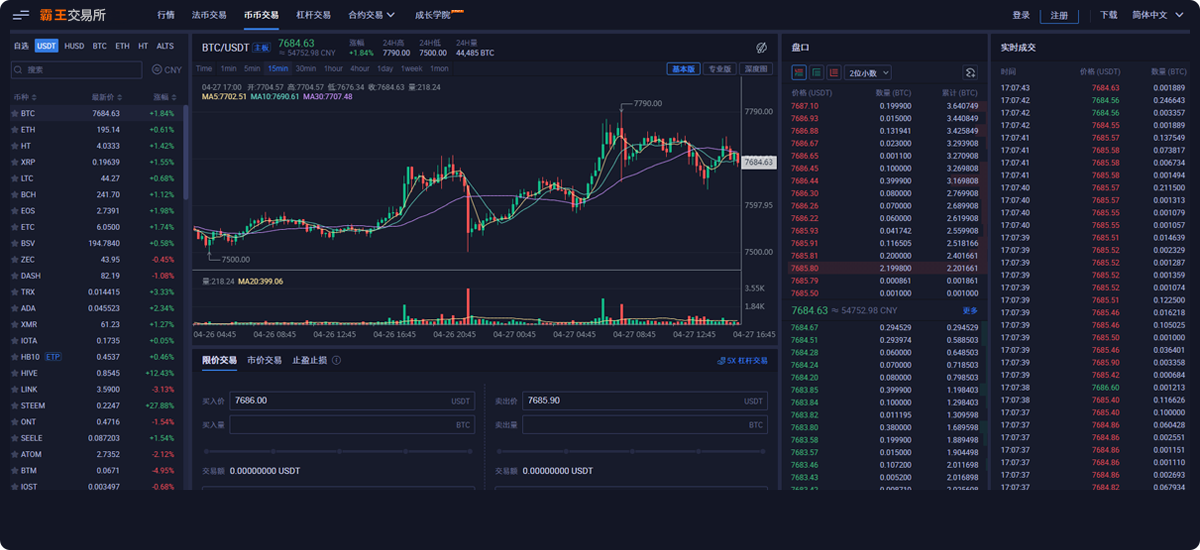 霸王交易所 行情 法币交易 币币交易 杠杆交易 合约交易 成长学院 登录 注册 下载 简体中文
自选 USDT HUSD BTC ETH HT ALTS
搜索 CNY
币种 最新价 涨幅
BTC 7684.63 +1.84%
ETH 195.14 +0.61%
HT 4.0333 +1.42%
XRP 0.19639 +1.55%
LTC 44.27 +0.68%
BCH 241.70 +1.12%
EOS 2.7391 +1.98%
ETC 6.0500 +1.74%
BSV 194.7840 +0.58%
ZEC 43.95 -0.45%
DASH 82.19 -1.08%
TRX 0.014415 +3.33%
ADA 0.045523 +2.34%
XMR 61.23 +1.27%
IOTA 0.1735 +0.05%
HB10 ETP 0.4537 +0.46%
HIVE 0.8545 +12.43%
LINK 3.5900 -3.13%
STEEM 0.2247 +27.88%
ONT 0.4716 -1.54%
SEELE 0.087203 +1.54%
ATOM 2.7352 -2.12%
BTM 0.0671 -4.95%
IOST 0.003497 -0.68%
BTC/USDT 主板 7684.63 涨幅 24H高 24H低 24H量
≈ 54752.98 CNY +1.84% 7790.00 7500.00 44,485 BTC
Time 1min 5min 15min 30min 1hour 4hour 1day 1week 1mon 基本版 专业版 深度图
04-27 17:00 开:7704.57 高:7704.57 低:7676.34 收:7684.63 量:218.24
MA5:7702.51 MA10:7690.61 MA30:7707.48
7790.00
7790.00
7684.63
7597.95
7500.00
7500.00
量:218.24 MA20:399.06
3.55K
1.84K
04-26 04:45 04-26 08:45 04-26 12:45 04-26 16:45 04-26 20:45 04-27 00:45 04-27 04:45 04-27 08:45 04-27 12:45 04-27 16:45
限价交易 市价交易 止盈止损 5X 杠杆交易
买入价 7686.00 USDT 卖出价 7685.90 USDT
买入量 BTC 卖出量 BTC
交易额 0.00000000 USDT 交易额 0.00000000 USDT
盘口
2位小数
价格 (USDT) 数量 (BTC) 累计 (BTC)
7687.10 0.199900 3.640749
7686.93 0.015000 3.440849
7686.88 0.131941 3.425849
7686.67 0.023000 3.293908
7686.65 0.001100 3.270908
7686.45 0.100000 3.269808
7686.44 0.399900 3.169808
7686.30 0.080000 2.769908
7686.26 0.070000 2.689908
7686.22 0.060000 2.619908
7685.93 0.041742 2.559908
7685.91 0.116505 2.518166
7685.81 0.200000 2.401661
7685.80 2.199800 2.201661
7685.79 0.000861 0.001861
7685.50 0.001000 0.001000
7684.63 ≈ 54752.98 CNY 更多
7684.67 0.294529 0.294529
7684.51 0.293974 0.588503
7684.28 0.060000 0.648503
7684.24 0.070000 0.718503
7684.20 0.080000 0.798503
7683.85 0.399900 1.198403
7683.84 0.100000 1.298403
7683.82 0.011195 1.309598
7683.80 0.380000 1.689598
7683.58 0.199900 1.889498
7683.57 0.015000 1.904498
7683.46 0.107200 2.011698
7683.43 0.005200 2.016898
实时成交
时间 价格 (USDT) 数量 (BTC)
17:07:43 7684.63 0.001889
17:07:42 7684.56 0.246643
17:07:42 7684.56 0.003357
17:07:42 7684.55 0.001889
17:07:41 7685.57 0.137549
17:07:41 7685.58 0.073817
17:07:41 7685.58 0.006734
17:07:41 7685.58 0.001494
17:07:40 7685.57 0.211500
17:07:40 7685.57 0.001313
17:07:40 7685.55 0.001079
17:07:40 7685.55 0.001057
17:07:39 7685.51 0.014639
17:07:39 7685.52 0.002329
17:07:39 7685.52 0.001287
17:07:39 7685.51 0.001359
17:07:39 7685.52 0.001074
17:07:39 7685.51 0.122500
17:07:39 7685.46 0.016218
17:07:39 7685.46 0.105025
17:07:39 7685.50 0.001000
17:07:39 7685.46 0.036401
17:07:39 7685.90 0.003358
17:07:39 7685.42 0.000684
17:07:38 7686.60 0.001213
17:07:38 7685.40 0.116626
17:07:37 7685.40 0.100000
17:07:37 7684.86 0.060428
17:07:37 7684.86 0.002551
17:07:37 7684.86 0.001151
17:07:37 7684.86 0.001110
17:07:37 7684.86 0.002693
17:07:37 7684.82 0.067934